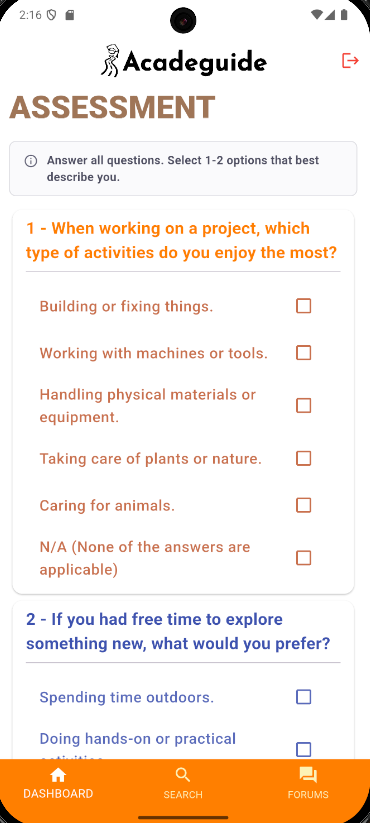 2:16
Acadeguide
ASSESSMENT
Answer all questions. Select 1-2 options that best
describe you.
1 - When working on a project, which
type of activities do you enjoy the most?
Building or fixing things.
Working with machines or tools.
Handling physical materials or
equipment.
Taking care of plants or nature.
Caring for animals.
N/A (None of the answers are
applicable)
2 - If you had free time to explore
something new, what would you prefer?
Spending time outdoors.
Doing hands-on or practical
DASHBOARD
SEARCH
FORUMS